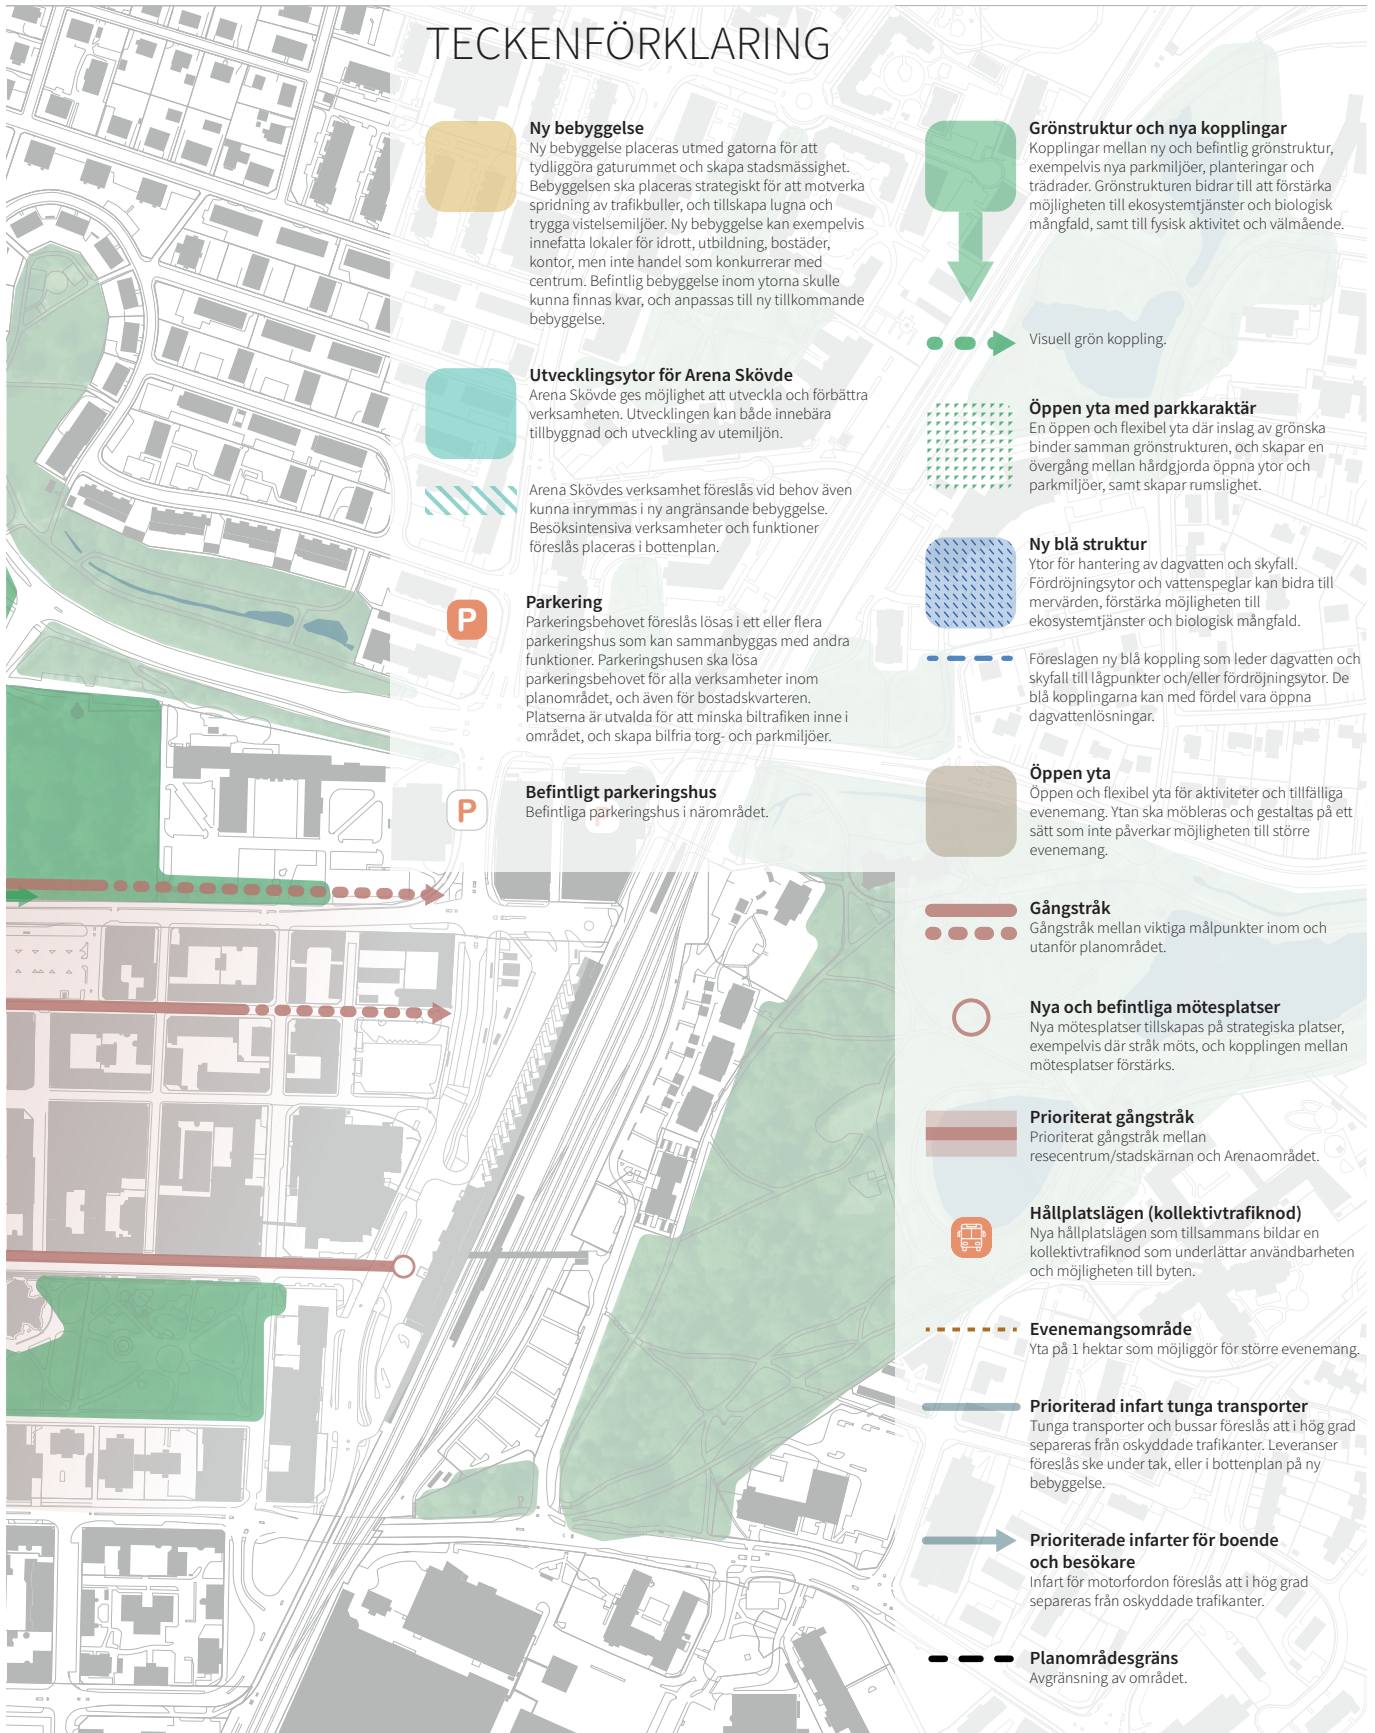 TECKENFÖRKLARING
Ny bebyggelse
Ny bebyggelse placeras utmed gatorna för att
tydliggöra gaturummet och skapa stadsmässighet.
Bebyggelsen ska placeras strategiskt för att motverka
spridning av trafikbuller, och tillskapa lugna och
trygga vistelsemiljöer. Ny bebyggelse kan exempelvis
innefatta lokaler för idrott, utbildning, bostäder,
kontor, men inte handel som konkurrerar med
centrum. Befintlig bebyggelse inom ytorna skulle
kunna finnas kvar, och anpassas till ny tillkommande
bebyggelse.
Utvecklingsytor för Arena Skövde
Arena Skövde ges möjlighet att utveckla och förbättra
verksamheten. Utvecklingen kan både innebära
tillbyggnad och utveckling av utemiljön.
Arena Skövdes verksamhet föreslås vid behov även
kunna inrymmas i ny angränsande bebyggelse.
Besöksintensiva verksamheter och funktioner
föreslås placeras i bottenplan.
P
Parkering
Parkeringsbehovet föreslås lösas i ett eller flera
parkeringshus som kan sammanbyggas med andra
funktioner. Parkeringshusen ska lösa
parkeringsbehovet för alla verksamheter inom
planområdet, och även för bostadskvarteren.
Platserna är utvalda för att minska biltrafiken inne i
området, och skapa bilfria torg- och parkmiljöer.
P
Befintligt parkeringshus
Befintliga parkeringshus i närområdet.
P
Grönstruktur och nya kopplingar
Kopplingar mellan ny och befintlig grönstruktur,
exempelvis nya parkmiljöer, planteringar och
trädrader. Grönstrukturen bidrar till att förstärka
möjligheten till ekosystemtjänster och biologisk
mångfald, samt till fysisk aktivitet och välmående.
Visuell grön koppling.
Öppen yta med parkkaraktär
En öppen och flexibel yta där inslag av grönska
binder samman grönstrukturen, och skapar en
övergång mellan hårdgjorda öppna ytor och
parkmiljöer, samt skapar rumslighet.
Ny blå struktur
Ytor för hantering av dagvatten och skyfall.
Fördröjningsytor och vattenspeglar kan bidra till
mervärden, förstärka möjligheten till
ekosystemtjänster och biologisk mångfald.
Föreslagen ny blå koppling som leder dagvatten och
skyfall till lågpunkter och/eller fördröjningsytor. De
blå kopplingarna kan med fördel vara öppna
dagvattenlösningar.
Öppen yta
Öppen och flexibel yta för aktiviteter och tillfälliga
evenemang. Ytan ska möbleras och gestaltas på ett
sätt som inte påverkar möjligheten till större
evenemang.
Gångstråk
Gångstråk mellan viktiga målpunkter inom och
utanför planområdet.
Nya och befintliga mötesplatser
Nya mötesplatser tillskapas på strategiska platser,
exempelvis där stråk möts, och kopplingen mellan
mötesplatser förstärks.
Prioriterat gångstråk
Prioriterat gångstråk mellan
resecentrum/stadskärnan och Arenaområdet.
Hållplatslägen (kollektivtrafiknod)
Nya hållplatslägen som tillsammans bildar en
kollektivtrafiknod som underlättar användbarheten
och möjligheten till byten.
Evenemangsområde
Yta på 1 hektar som möjliggör för större evenemang.
Prioriterad infart tunga transporter
Tunga transporter och bussar föreslås att i hög grad
separeras från oskyddade trafikanter. Leveranser
föreslås ske under tak, eller i bottenplan på ny
bebyggelse.
Prioriterade infarter för boende
och besökare
Infart för motorfordon föreslås att i hög grad
separeras från oskyddade trafikanter.
Planområdesgräns
Avgränsning av området.